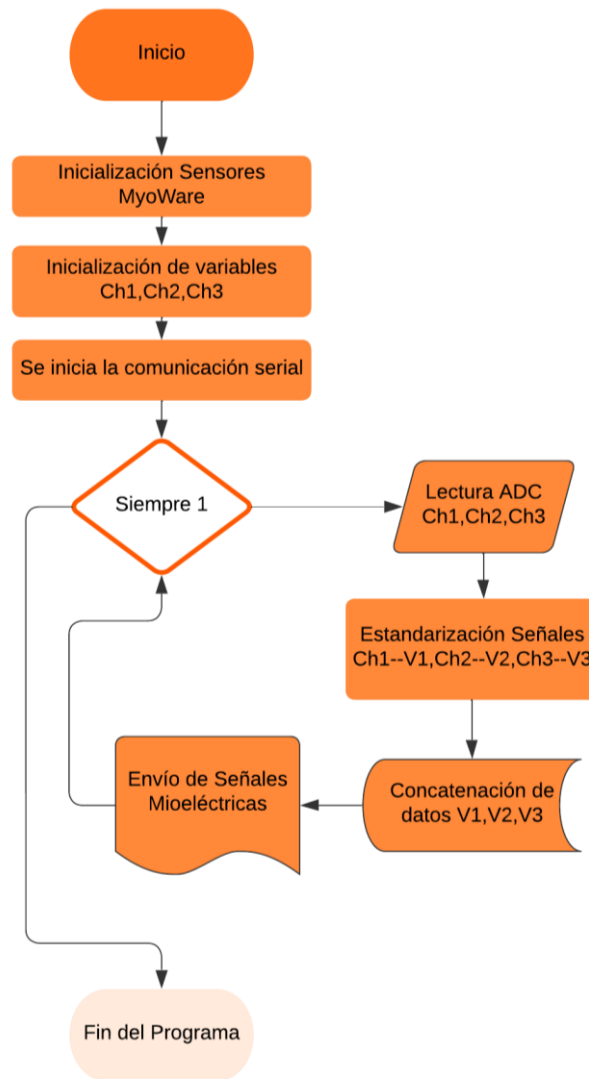 Inicio
Inicialización Sensores
MyoWare
Inicialización de variables
Ch1,Ch2,Ch3
Se inicia la comunicación serial
Siempre 1
Lectura ADC
Ch1,Ch2,Ch3
Estandarización Señales
Ch1--V1,Ch2--V2,Ch3--V3
Concatenación de
datos V1,V2,V3
Envío de Señales
Mioeléctricas
Fin del Programa